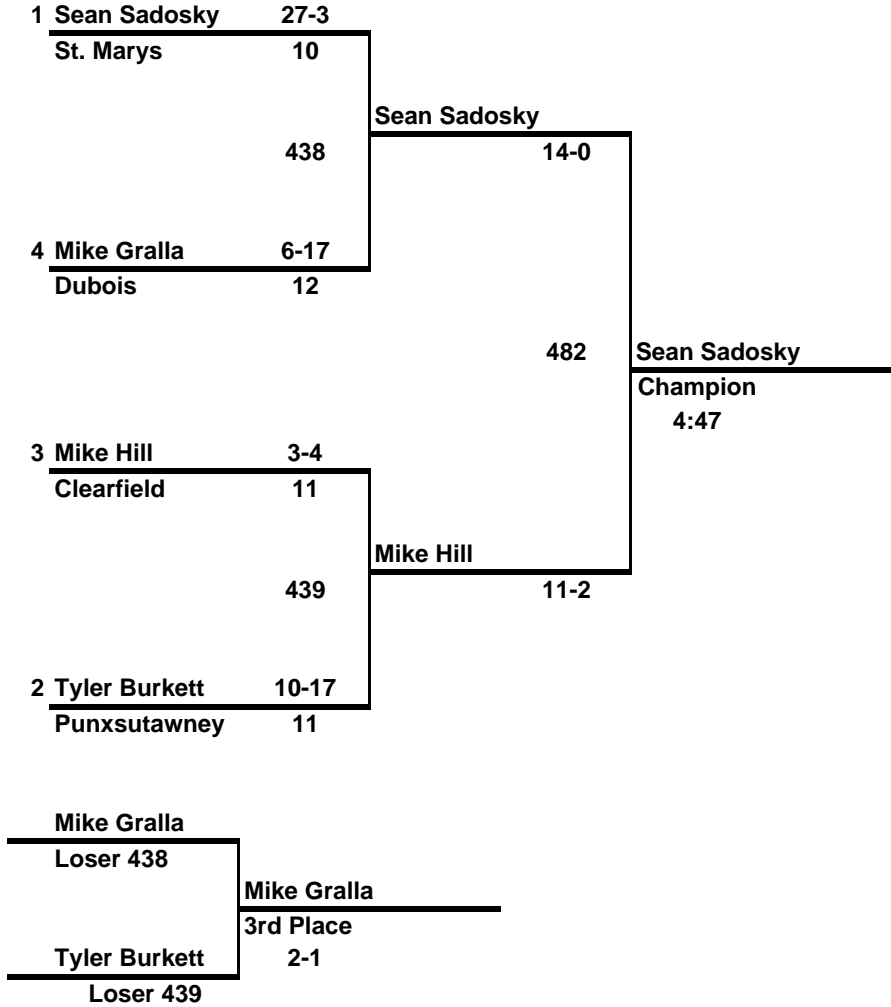 1 Sean Sadosky 27-3
St. Marys 10
Sean Sadosky
438 14-0
4 Mike Gralla 6-17
Dubois 12
482 Sean Sadosky
Champion
4:47
3 Mike Hill 3-4
Clearfield 11
Mike Hill
439 11-2
2 Tyler Burkett 10-17
Punxsutawney 11
Mike Gralla
Loser 438
Mike Gralla
3rd Place
Tyler Burkett 2-1
Loser 439